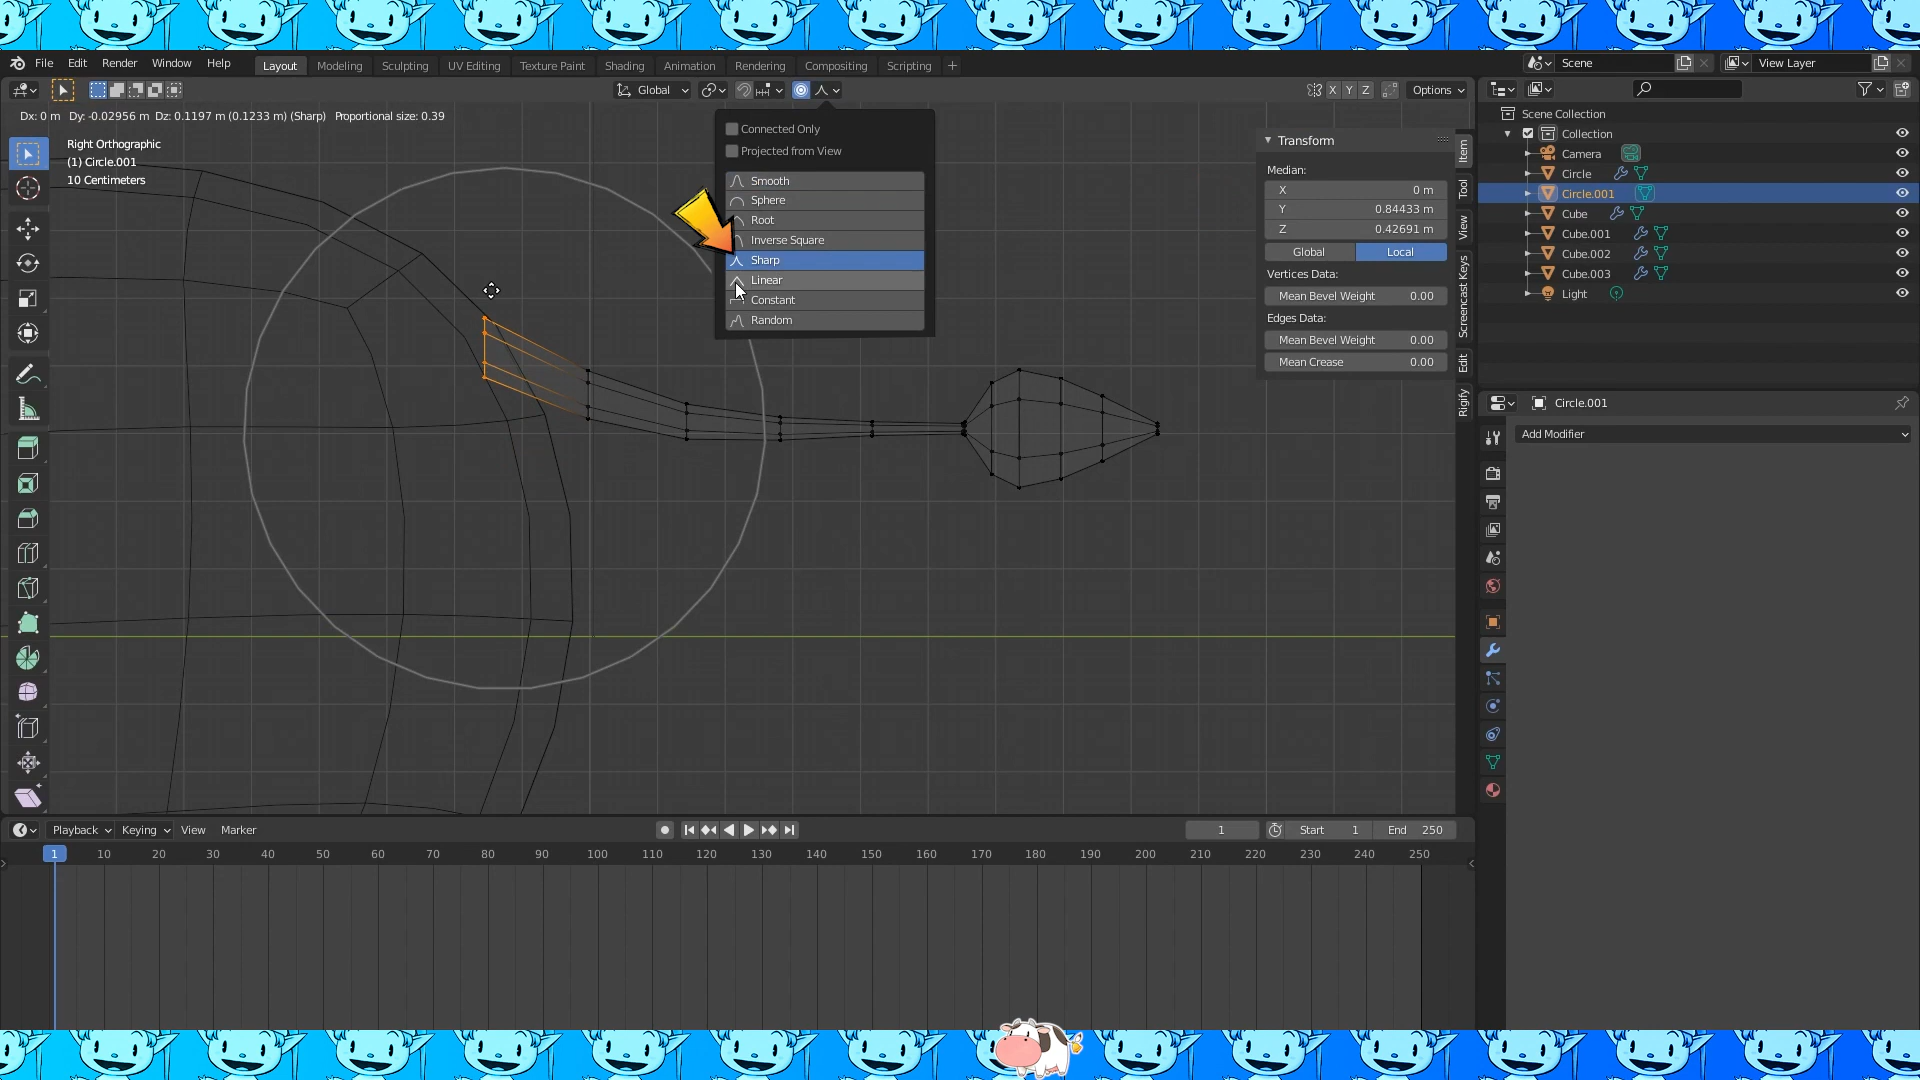 File Edit Render Window Help
Layout Modeling Sculpting UV Editing Texture Paint Shading Animation Rendering Compositing Scripting +
Scene
View Layer
Global
X Y Z
Options
Dx: 0 m Dy: -0.02956 m Dz: 0.1197 m (0.1233 m) (Sharp) Proportional size: 0.39
Right Orthographic
(1) Circle.001
10 Centimeters
Connected Only
Projected from View
Smooth
Sphere
Root
Inverse Square
Sharp
Linear
Constant
Random
Transform
Median:
X 0 m
Y 0.84433 m
Z 0.42691 m
Global Local
Vertices Data:
Mean Bevel Weight 0.00
Edges Data:
Mean Bevel Weight 0.00
Mean Crease 0.00
Item
Tool
View
Screencast Keys
Edit
Rigify
Scene Collection
Collection
Camera
Circle
Circle.001
Cube
Cube.001
Cube.002
Cube.003
Light
Circle.001
Add Modifier
Playback Keying View Marker
1
Start 1
End 250
1 10 20 30 40 50 60 70 80 90 100 110 120 130 140 150 160 170 180 190 200 210 220 230 240 250